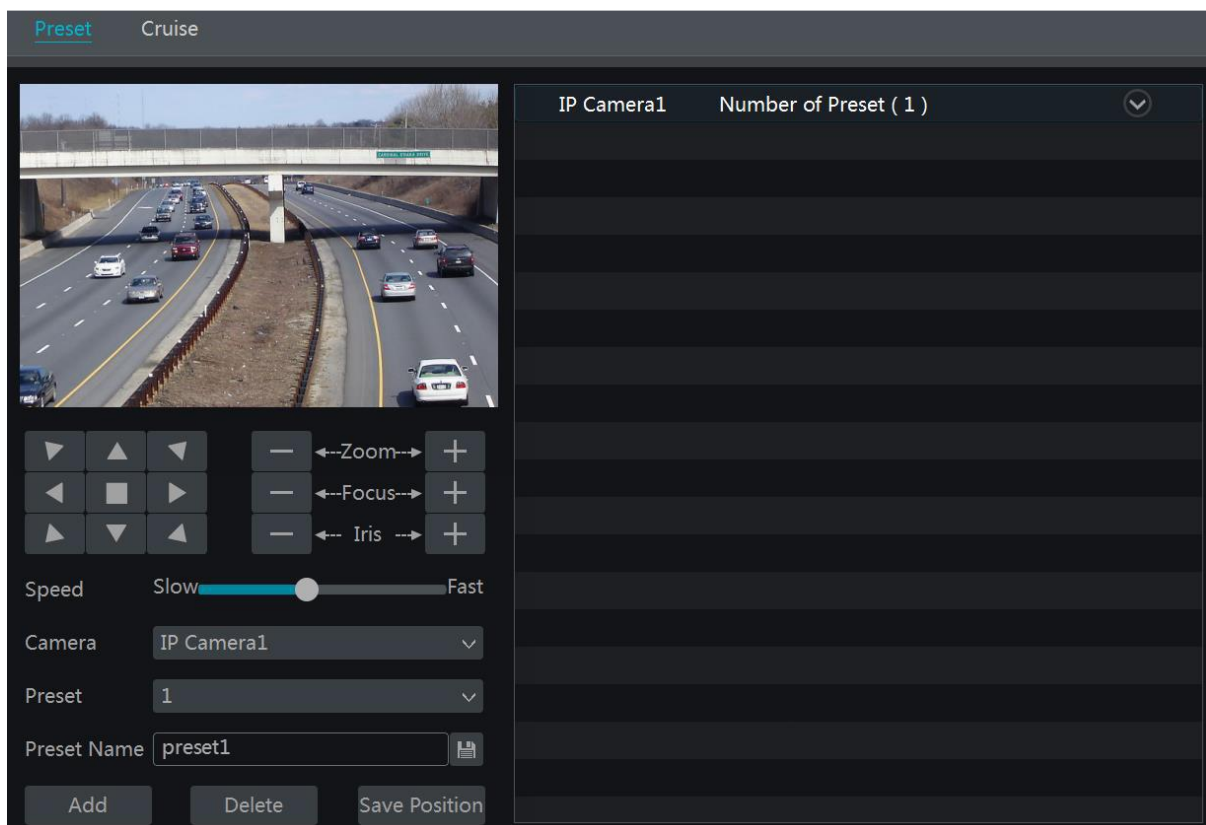 Preset Cruise
IP Camera1 Number of Preset ( 1 )
Zoom
Focus
Iris
Speed Slow Fast
Camera IP Camera1
Preset 1
Preset Name preset1
Add Delete Save Position